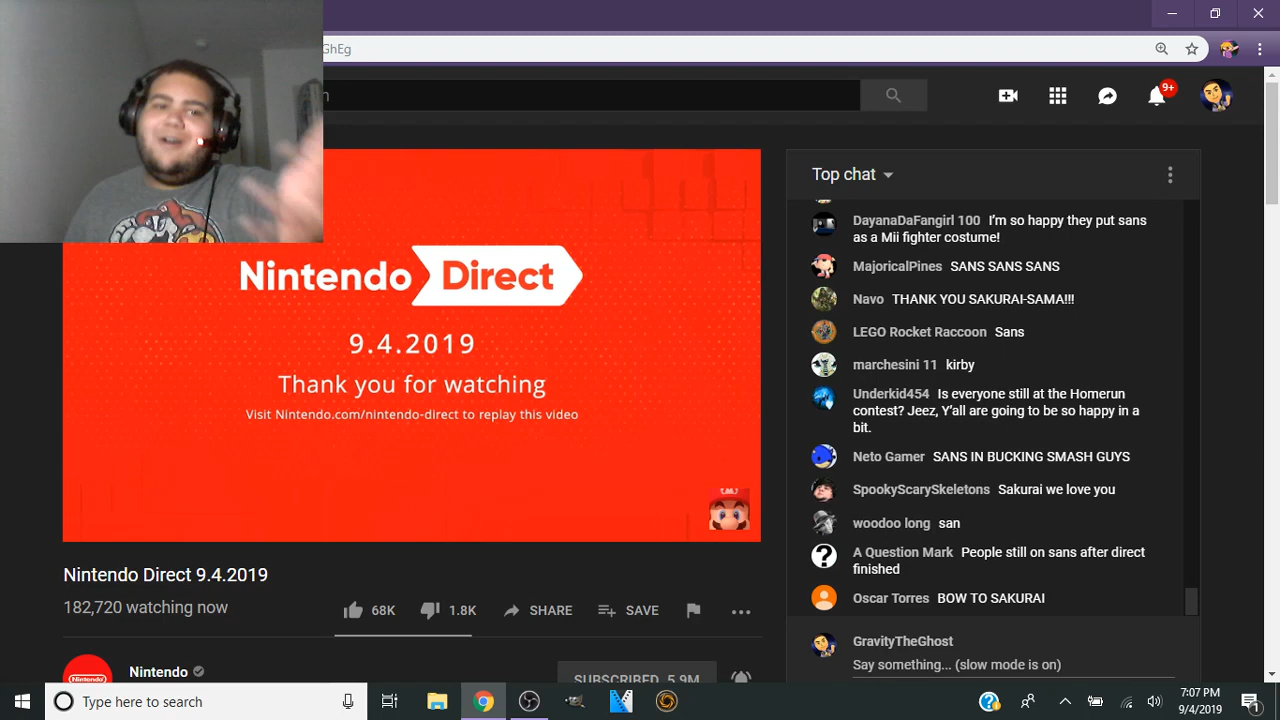 GhEg
n
9+
Nintendo Direct
9.4.2019
Thank you for watching
Visit Nintendo.com/nintendo-direct to replay this video
Nintendo Direct 9.4.2019
182,720 watching now
68K
1.8K
SHARE
SAVE
Nintendo
Nintendo
SUBSCRIBED 5.9M
Top chat
DayanaDaFangirl 100 I'm so happy they put sans
as a Mii fighter costume!
MajoricalPines SANS SANS SANS
Navo THANK YOU SAKURAI-SAMA!!!
LEGO Rocket Raccoon Sans
marchesini 11 kirby
Underkid454 Is everyone still at the Homerun
contest? Jeez, Y'all are going to be so happy in a
bit.
Neto Gamer SANS IN BUCKING SMASH GUYS
SpookyScarySkeletons Sakurai we love you
woodoo long san
A Question Mark People still on sans after direct
finished
Oscar Torres BOW TO SAKURAI
GravityTheGhost
Say something... (slow mode is on)
Type here to search
7:07 PM
9/4/2019
1